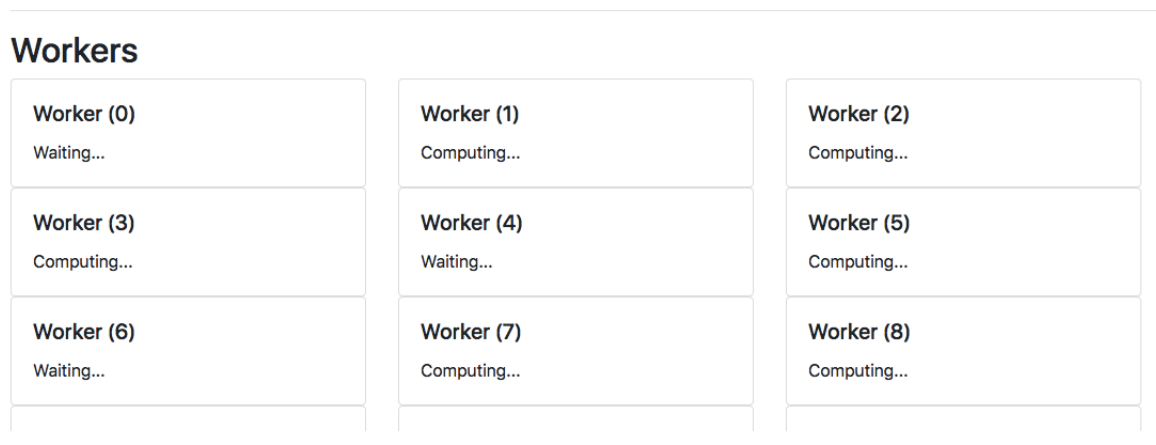 Workers
Worker (0)
Waiting...
Worker (1)
Computing...
Worker (2)
Computing...
Worker (3)
Computing...
Worker (4)
Waiting...
Worker (5)
Computing...
Worker (6)
Waiting...
Worker (7)
Computing...
Worker (8)
Computing...